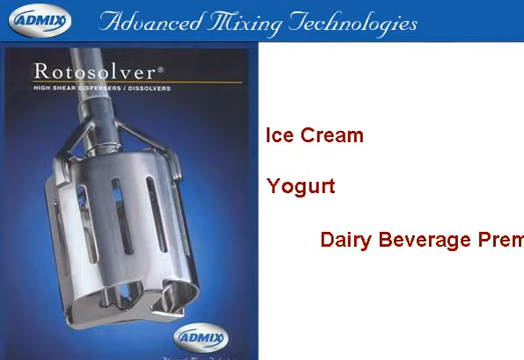 ADMIX Advanced Mixing Technologies
Rotosolver®
HIGH SHEAR DISPERSERS / DISSOLVERS
Ice Cream
Yogurt
Dairy Beverage Prem
ADMIX